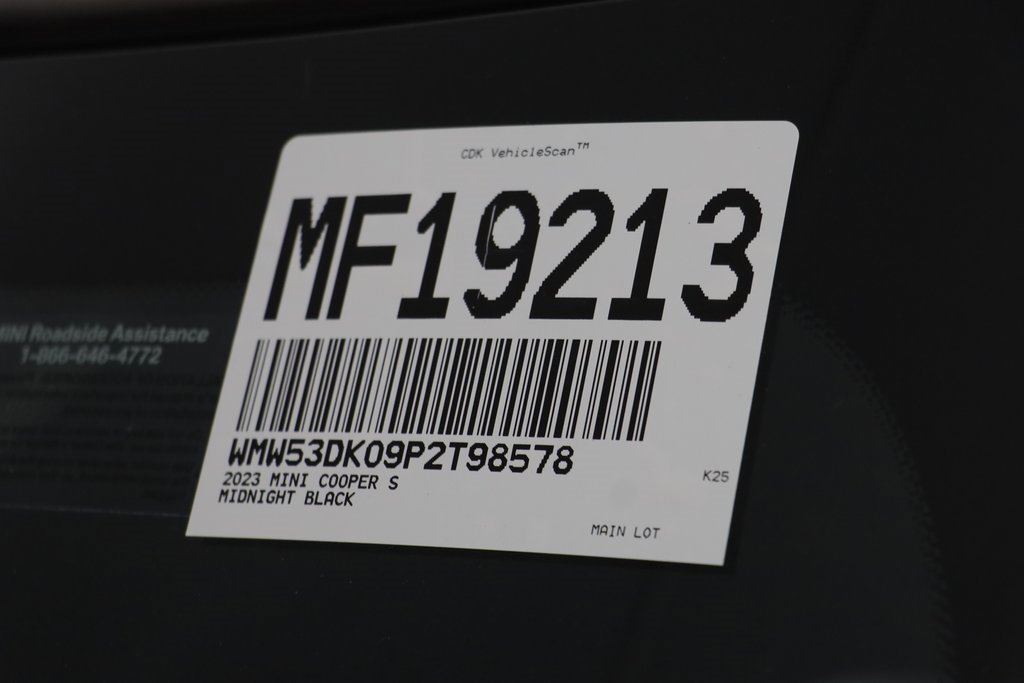 CDK VehicleScan™
MF19213
WMW53DK09P2T98578
2023 MINI COOPER S
MIDNIGHT BLACK
K25
MAIN LOT
MINI Roadside Assistance
1-866-646-4772